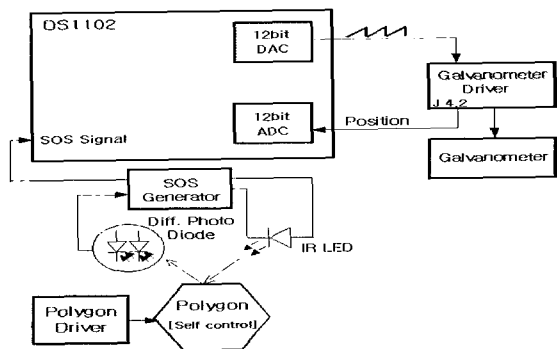 DS1102
12bit
DAC
Galvanometer
Driver
J 4.2
12bit
ADC
Position
SOS Signal
Galvanometer
SOS
Generator
Diff. Photo
Diode
IR LED
Polygon
Driver
Polygon
[Self control]